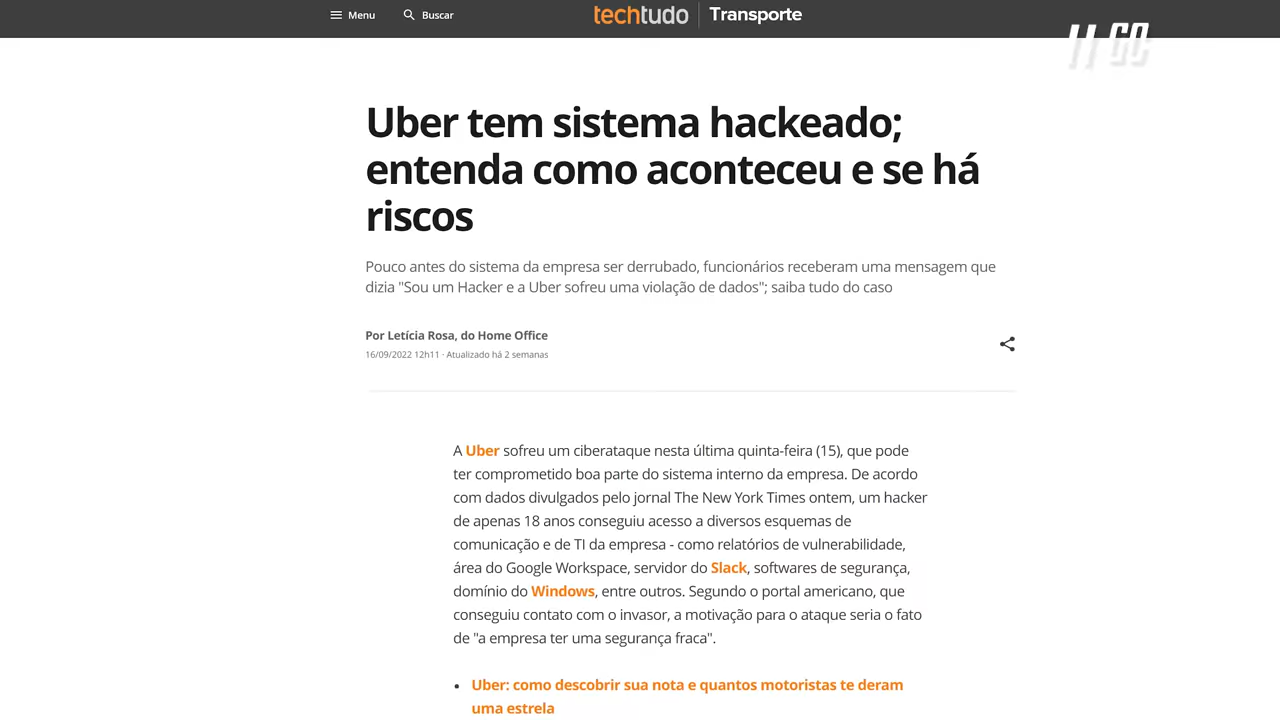 Menu
Buscar
techtudo
Transporte
Uber tem sistema hackeado;
entenda como aconteceu e se há
riscos
Pouco antes do sistema da empresa ser derrubado, funcionários receberam uma mensagem que
dizia "Sou um Hacker e a Uber sofreu uma violação de dados"; saiba tudo do caso
Por Letícia Rosa, do Home Office
16/09/2022 12h11 · Atualizado há 2 semanas
A Uber sofreu um ciberataque nesta última quinta-feira (15), que pode
ter comprometido boa parte do sistema interno da empresa. De acordo
com dados divulgados pelo jornal The New York Times ontem, um hacker
de apenas 18 anos conseguiu acesso a diversos esquemas de
comunicação e de TI da empresa - como relatórios de vulnerabilidade,
área do Google Workspace, servidor do Slack, softwares de segurança,
domínio do Windows, entre outros. Segundo o portal americano, que
conseguiu contato com o invasor, a motivação para o ataque seria o fato
de "a empresa ter uma segurança fraca".
• Uber: como descobrir sua nota e quantos motoristas te deram
uma estrela